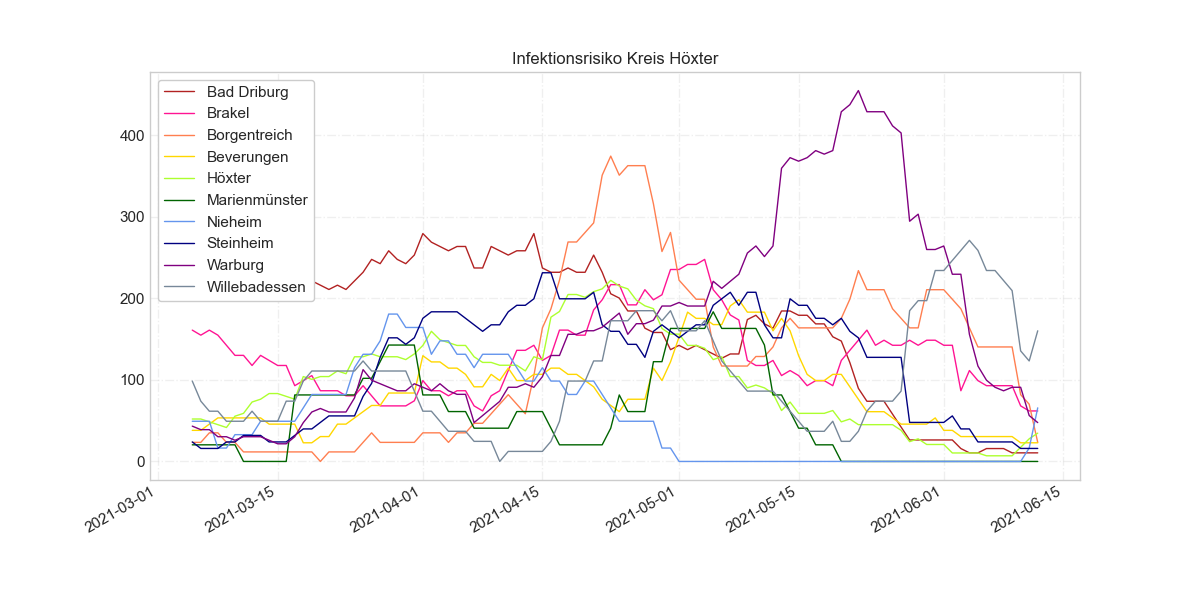 Infektionsrisiko Kreis Höxter
Bad Driburg
Brakel
Borgentreich
Beverungen
Höxter
Marienmünster
Nieheim
Steinheim
Warburg
Willebadessen
400
300
200
100
0
2021-03-01
2021-03-15
2021-04-01
2021-04-15
2021-05-01
2021-05-15
2021-06-01
2021-06-15